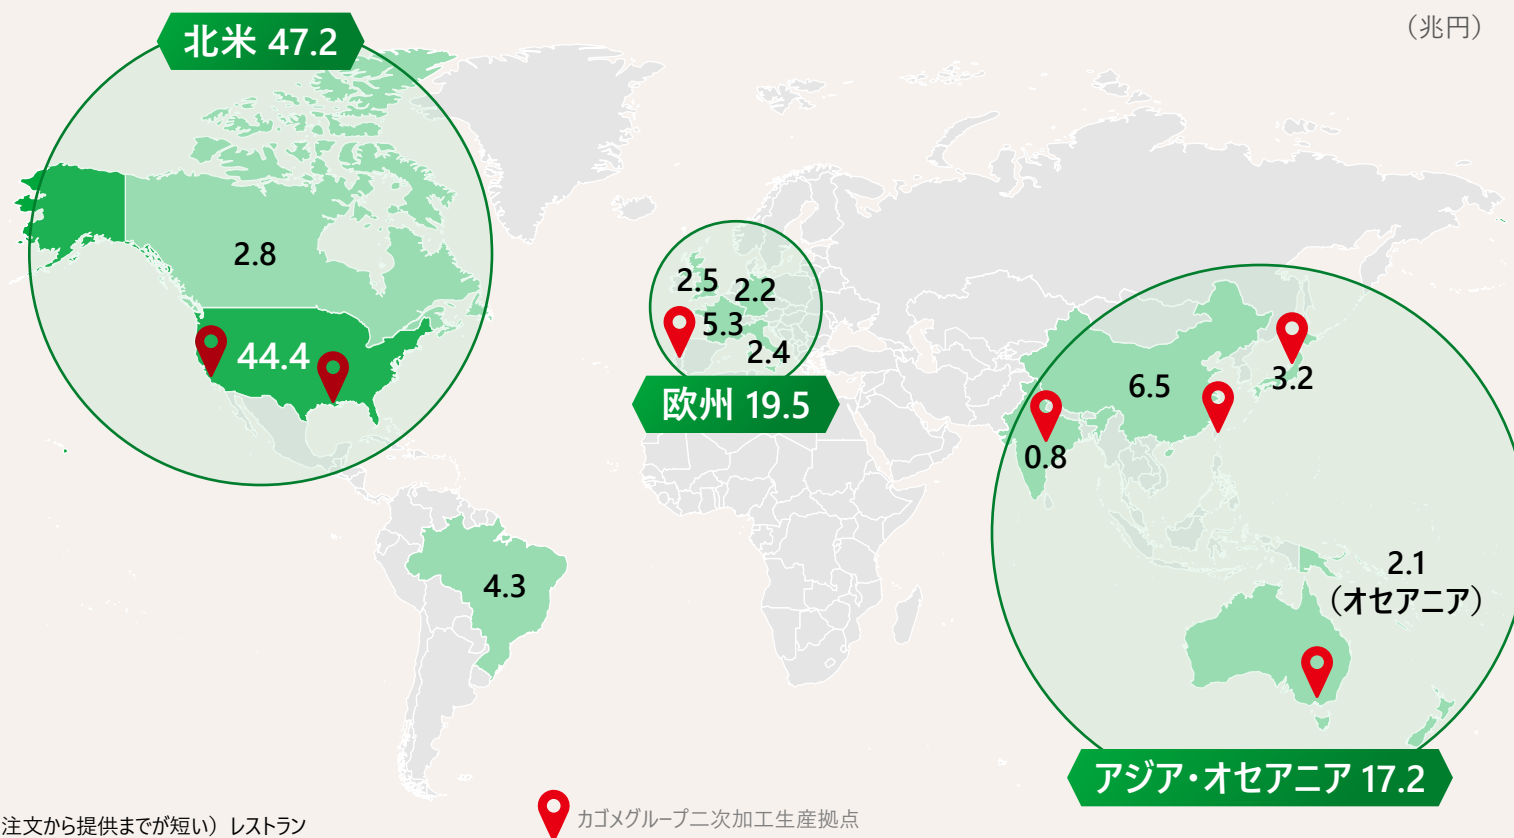 （兆円）
北米 47.2
2.8
44.4
2.5
2.2
5.3
2.4
欧州 19.5
6.5
3.2
0.8
4.3
2.1
（オセアニア）
アジア・オセアニア 17.2
注文から提供までが短い） レストラン
カゴメグループ二次加工生産拠点